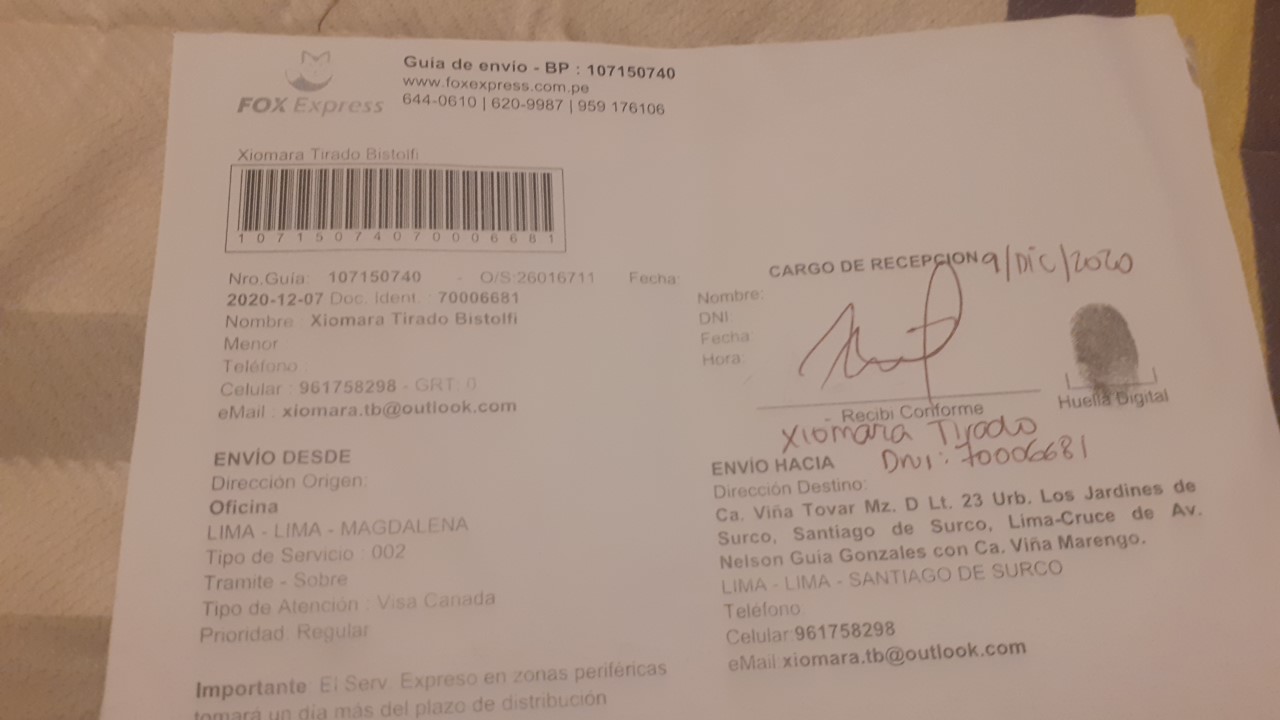 FOX Express
Guía de envio - BP : 107150740
www.foxexpress.com.pe
644-0610 | 620-9987 | 959 176106
Xiomara Tirado Bistolfi
10715074070006681
Nro.Guía: 107150740 - O/S:26016711 Fecha:
2020-12-07 Doc. Ident. : 70006681
Nombre : Xiomara Tirado Bistolfi
Menor
Teléfono
Celular : 961758298 - GRT: 0
eMail : xiomara.tb@outlook.com
ENVÍO DESDE
Dirección Origen:
Oficina
LIMA - LIMA - MAGDALENA
Tipo de Servicio : 002
Tramite - Sobre
Tipo de Atención : Visa Canada
Prioridad: Regular
Importante: El Serv. Expreso en zonas periféricas
tomará un día más del plazo de distribución
CARGO DE RECEPCION 9/Dic/2020
Nombre:
DNI:
Fecha:
Hora:
Recibi Conforme
Huella Digital
Xiomara Tirado
DNI: 70006681
ENVÍO HACIA
Dirección Destino:
Ca. Viña Tovar Mz. D Lt. 23 Urb. Los Jardines de
Surco, Santiago de Surco, Lima-Cruce de Av.
Nelson Guia Gonzales con Ca. Viña Marengo.
LIMA - LIMA - SANTIAGO DE SURCO
Teléfono:
Celular:961758298
eMail:xiomara.tb@outlook.com